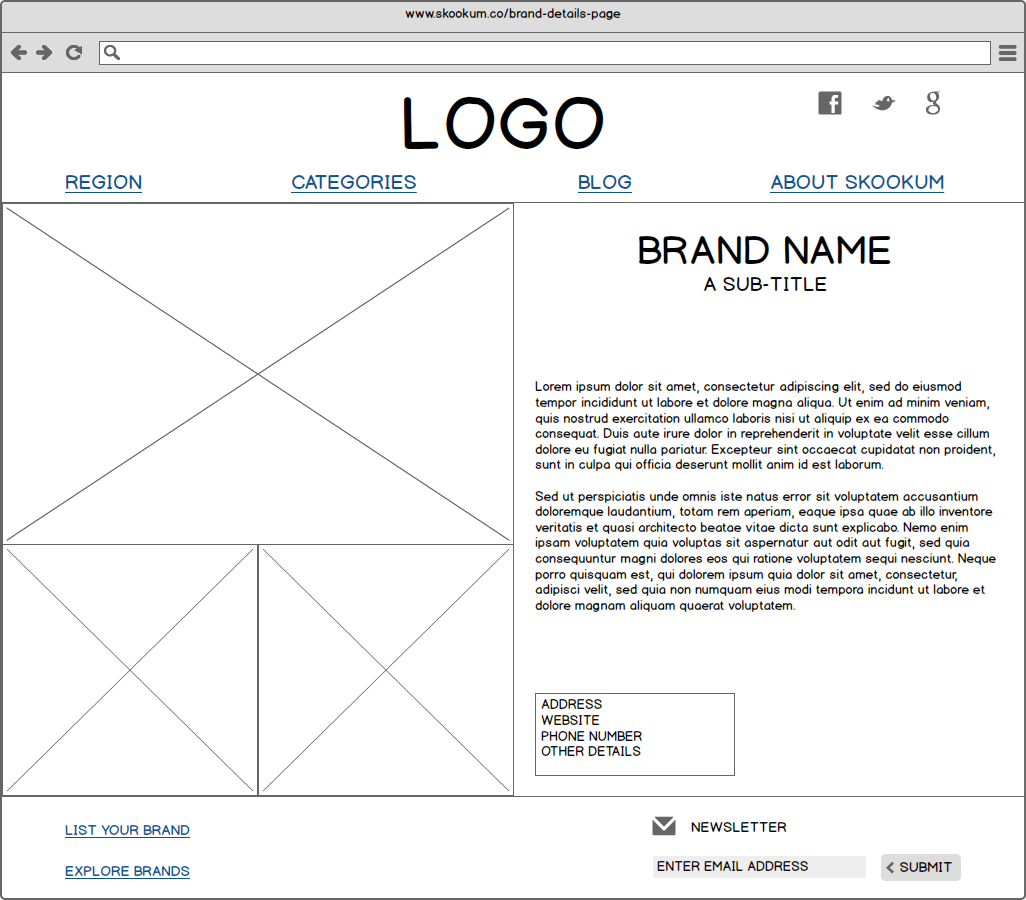 www.skookum.co/brand-details-page
LOGO
REGION
CATEGORIES
BLOG
ABOUT SKOOKUM
BRAND NAME
A SUB-TITLE
Lorem ipsum dolor sit amet, consectetur adipiscing elit, sed do eiusmod
tempor incididunt ut labore et dolore magna aliqua. Ut enim ad minim veniam,
quis nostrud exercitation ullamco laboris nisi ut aliquip ex ea commodo
consequat. Duis aute irure dolor in reprehenderit in voluptate velit esse cillum
dolore eu fugiat nulla pariatur. Excepteur sint occaecat cupidatat non proident,
sunt in culpa qui officia deserunt mollit anim id est laborum.
Sed ut perspiciatis unde omnis iste natus error sit voluptatem accusantium
doloremque laudantium, totam rem aperiam, eaque ipsa quae ab illo inventore
veritatis et quasi architecto beatae vitae dicta sunt explicabo. Nemo enim
ipsam voluptatem quia voluptas sit aspernatur aut odit aut fugit, sed quia
consequuntur magni dolores eos qui ratione voluptatem sequi nesciunt. Neque
porro quisquam est, qui dolorem ipsum quia dolor sit amet, consectetur,
adipisci velit, sed quia non numquam eius modi tempora incidunt ut labore et
dolore magnam aliquam quaerat voluptatem.
ADDRESS
WEBSITE
PHONE NUMBER
OTHER DETAILS
LIST YOUR BRAND
EXPLORE BRANDS
NEWSLETTER
ENTER EMAIL ADDRESS
SUBMIT